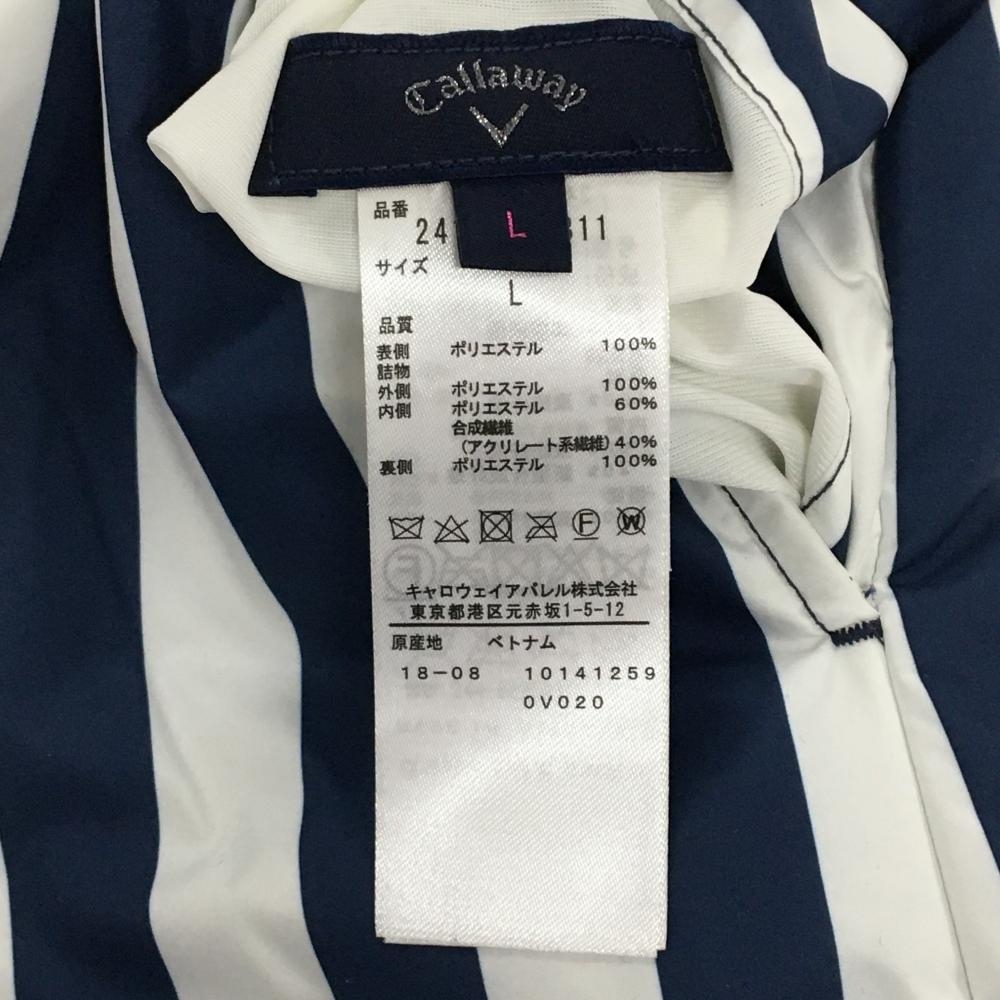 Callaway
品番
24 L 311
サイズ
L
品質
表側 ポリエステル 100%
詰物
外側 ポリエステル 100%
内側 ポリエステル 60%
合成繊維
(アクリレート系繊維) 40%
裏側 ポリエステル 100%
F W
キャロウェイアパレル株式会社
東京都港区元赤坂1-5-12
原産地 ベトナム
18-08 10141259
0V020